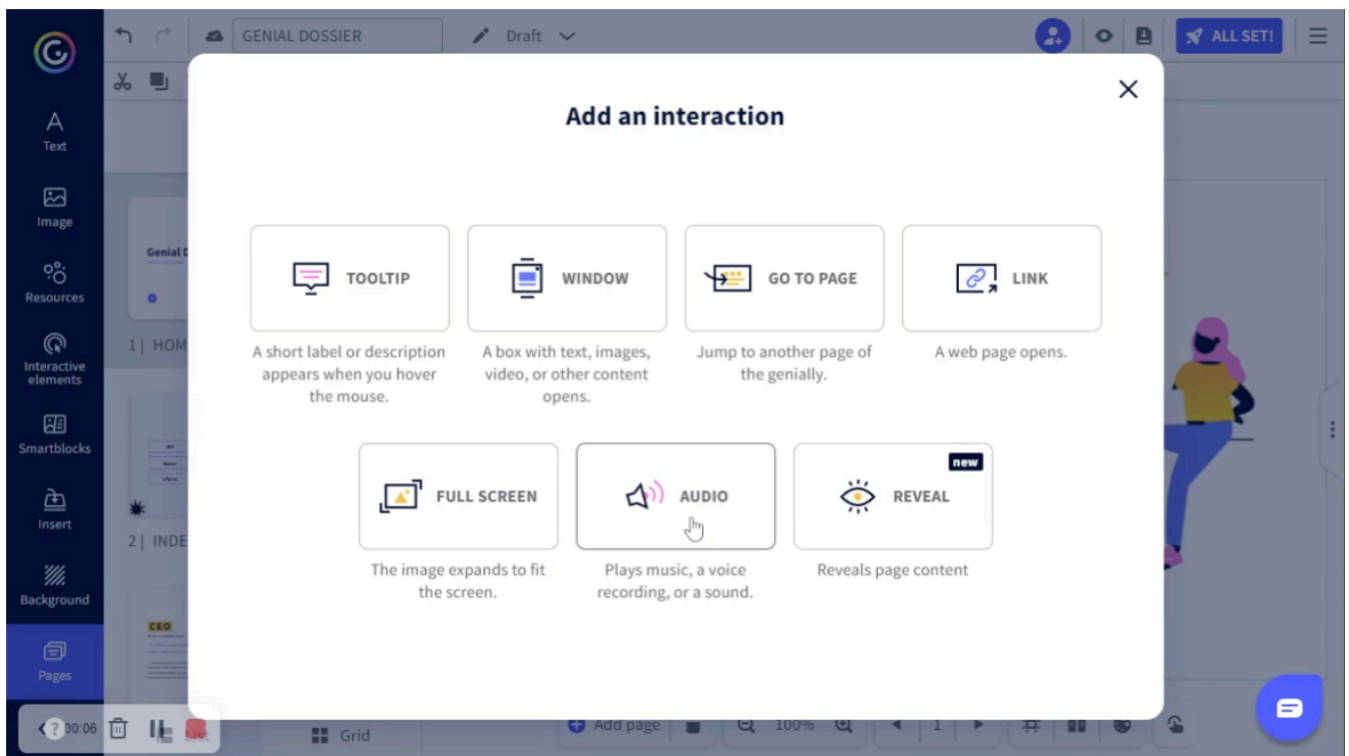 GENIAL DOSSIER
Draft
ALL SET!
Text
Image
Resources
Interactive
elements
Smartblocks
Insert
Background
Pages
Genial D
1 | HOM
2 | INDE
CEO
Add an interaction
TOOLTIP
A short label or description
appears when you hover
the mouse.
WINDOW
A box with text, images,
video, or other content
opens.
GO TO PAGE
Jump to another page of
the genially.
LINK
A web page opens.
FULL SCREEN
The image expands to fit
the screen.
AUDIO
Plays music, a voice
recording, or a sound.
new
REVEAL
Reveals page content
? 00:06
List
Grid
Add page
100%
1